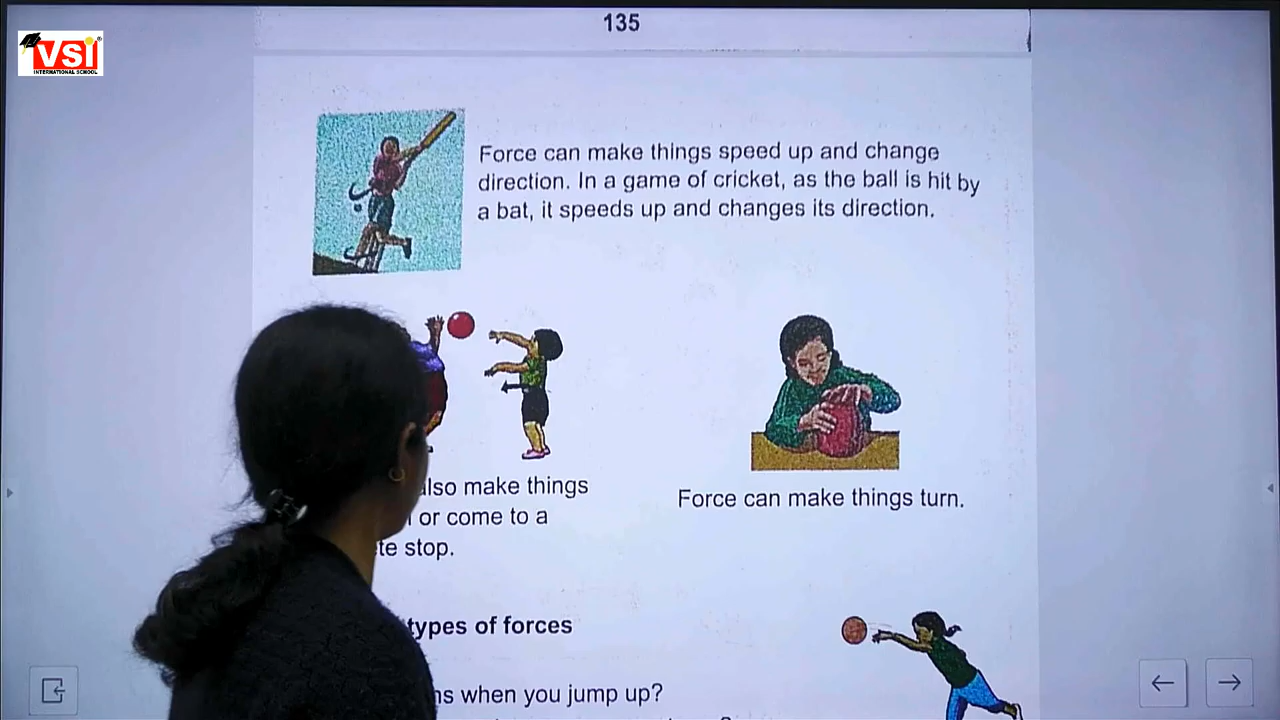 135
VSI
INTERNATIONAL SCHOOL
Force can make things speed up and change
direction. In a game of cricket, as the ball is hit by
a bat, it speeds up and changes its direction.
also make things
or come to a
stop.
Force can make things turn.
types of forces
when you jump up?